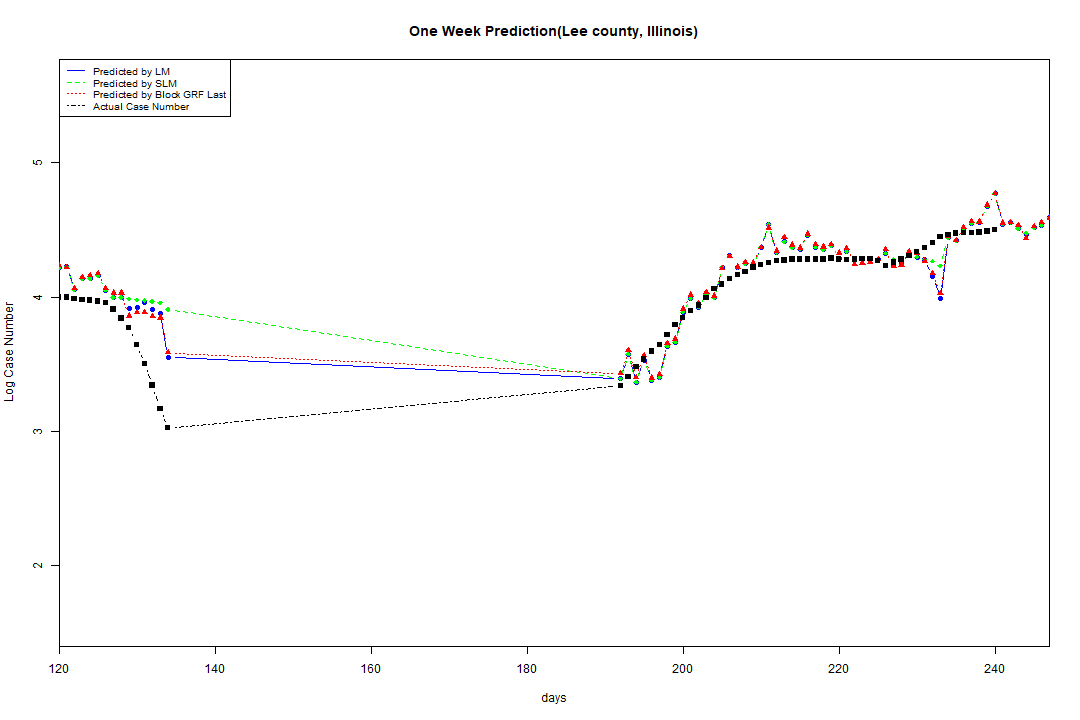 One Week Prediction(Lee county, Illinois)
Predicted by LM
Predicted by SLM
Predicted by Block GRF Last
Actual Case Number
5
4
3
2
Log Case Number
120 140 160 180 200 220 240
days